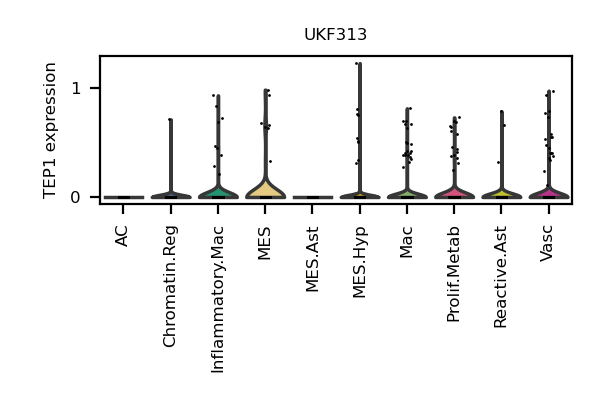 UKF313
TEP1 expression
1
0
AC
Chromatin.Reg
Inflammatory.Mac
MES
MES.Ast
MES.Hyp
Mac
Prolif.Metab
Reactive.Ast
Vasc